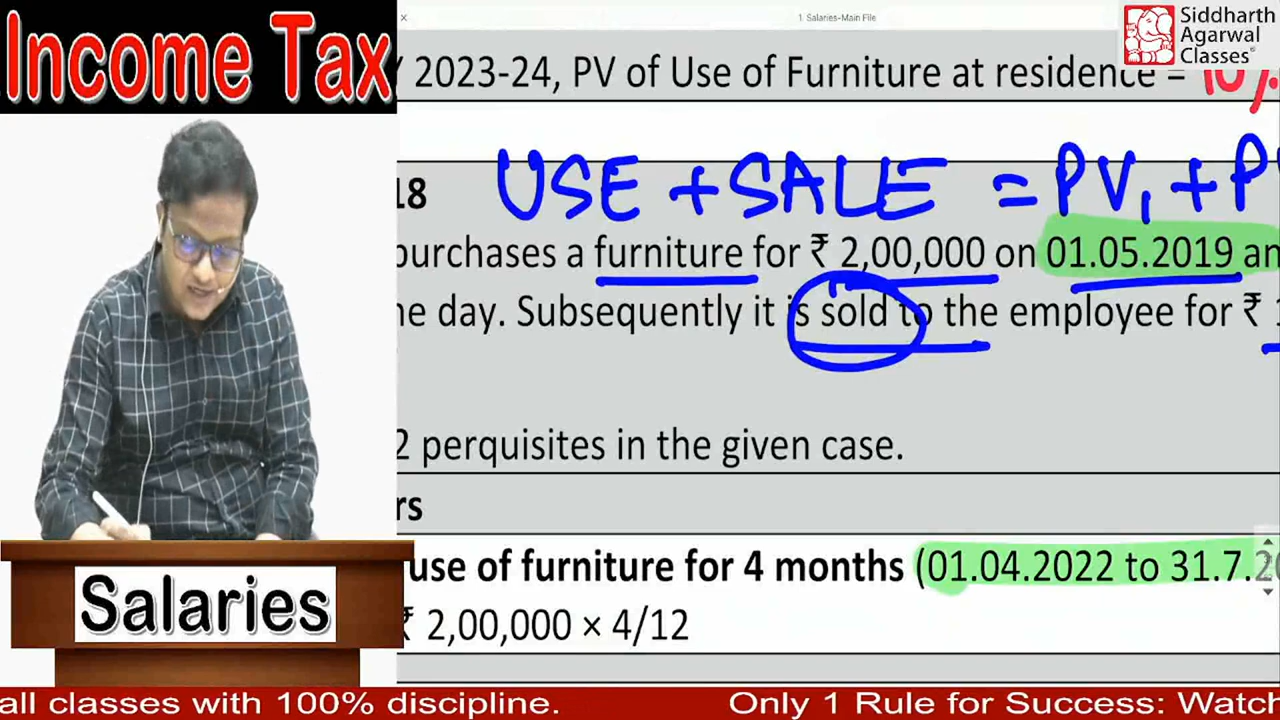 Income Tax
1 Salaries-Main File
Siddharth
Agarwal
Classes
2023-24, PV of Use of Furniture at residence = 10%
18
USE + SALE = PV1 + P
purchases a furniture for ₹ 2,00,000 on 01.05.2019 an
he day. Subsequently it is sold to the employee for ₹
2 perquisites in the given case.
rs
use of furniture for 4 months (01.04.2022 to 31.7.20
₹ 2,00,000 × 4/12
Salaries
all classes with 100% discipline.
Only 1 Rule for Success: Watch